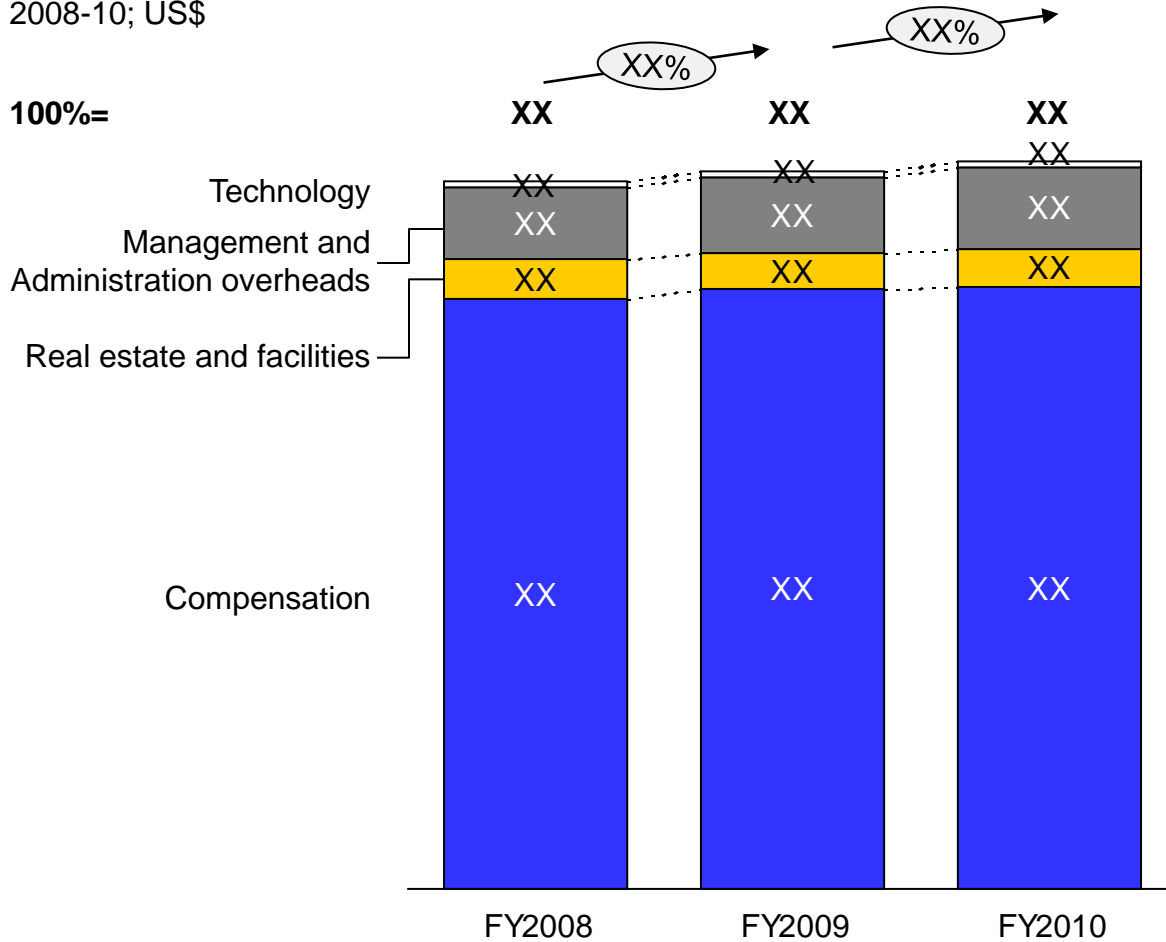 2008-10; US$
XX%
XX%
100%=
XX
XX
XX
Technology
XX
XX
XX
Management and
Administration overheads
XX
XX
XX
Real estate and facilities
XX
XX
XX
Compensation
XX
XX
XX
FY2008
FY2009
FY2010